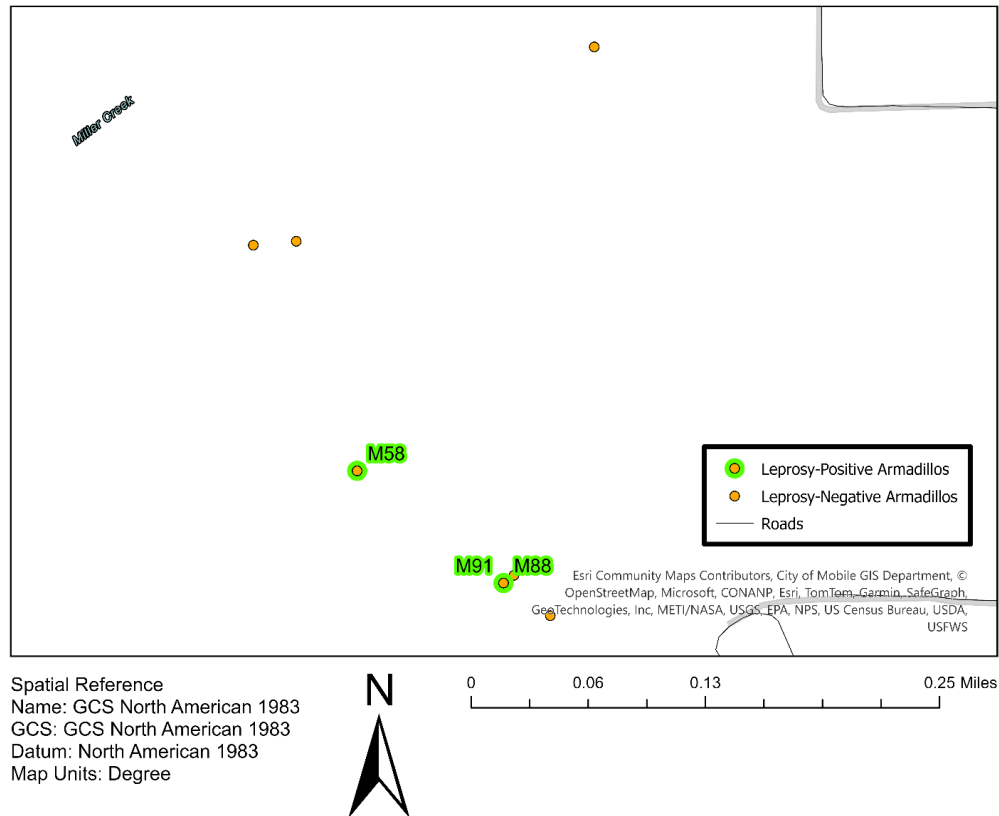 Miller Creek
M58
Leprosy-Positive Armadillos
Leprosy-Negative Armadillos
Roads
M91 M88
Esri Community Maps Contributors, City of Mobile GIS Department, ©
OpenStreetMap, Microsoft, CONANP, Esri, TomTom, Garmin, SafeGraph,
GeoTechnologies, Inc, METI/NASA, USGS, EPA, NPS, US Census Bureau, USDA,
USFWS
Spatial Reference
Name: GCS North American 1983
GCS: GCS North American 1983
Datum: North American 1983
Map Units: Degree
N
0 0.06 0.13 0.25 Miles